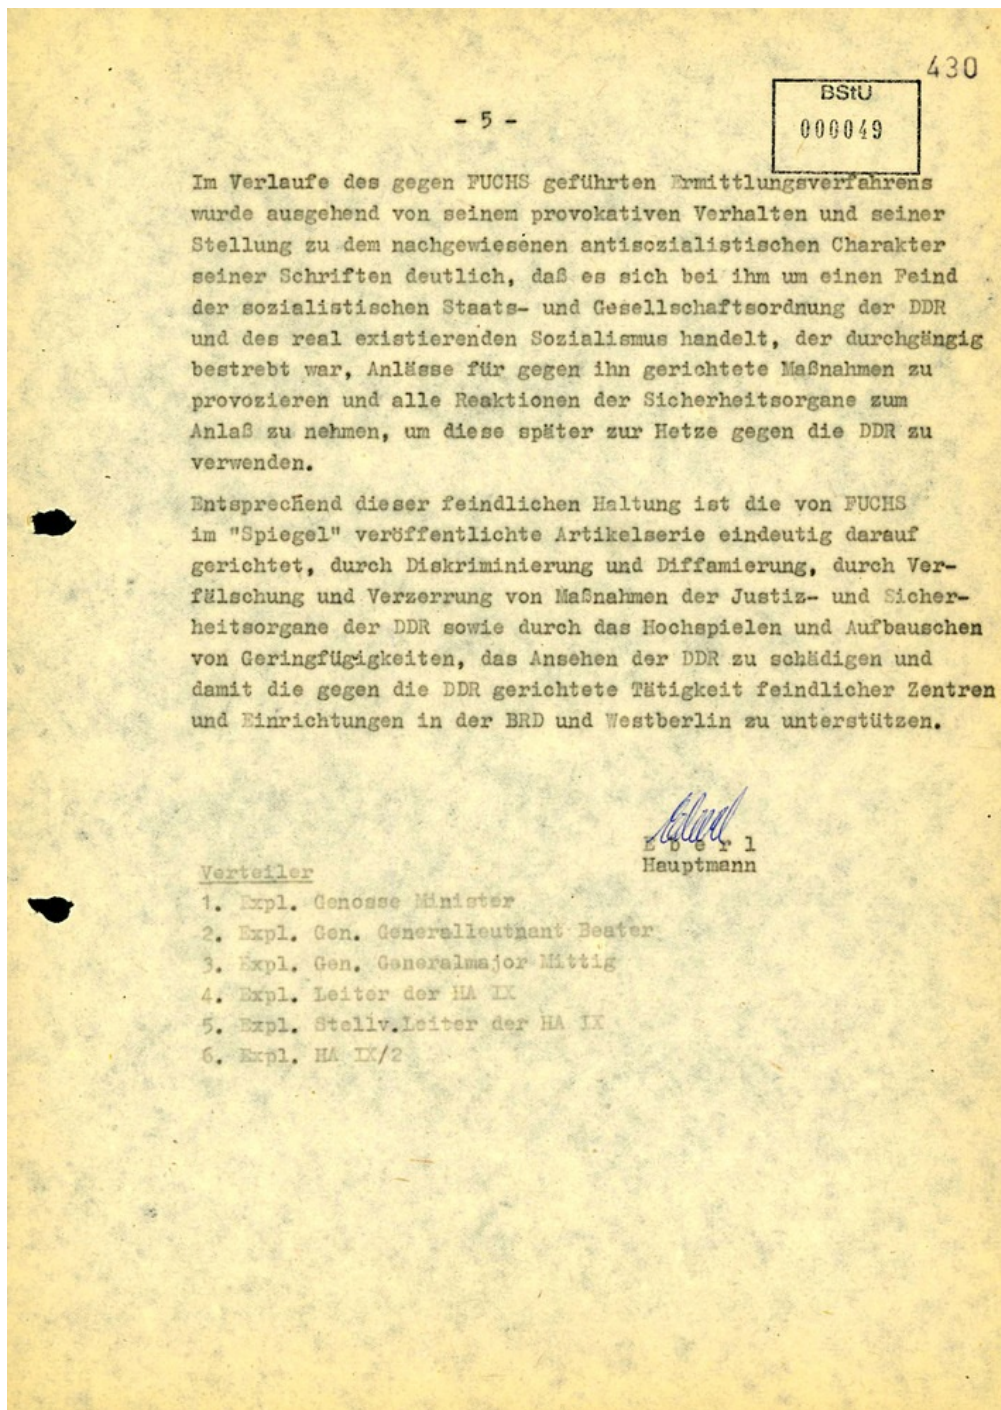 430
BStU
000049
- 5 -
Im Verlaufe des gegen FUCHS geführten Ermittlungsverfahrens
wurde ausgehend von seinem provokativen Verhalten und seiner
Stellung zu dem nachgewiesenen antisozialistischen Charakter
seiner Schriften deutlich, daß es sich bei ihm um einen Feind
der sozialistischen Staats- und Gesellschaftsordnung der DDR
und des real existierenden Sozialismus handelt, der durchgängig
bestrebt war, Anlässe für gegen ihn gerichtete Maßnahmen zu
provozieren und alle Reaktionen der Sicherheitsorgane zum
Anlaß zu nehmen, um diese später zur Hetze gegen die DDR zu
verwenden.
Entsprechend dieser feindlichen Haltung ist die von FUCHS
im "Spiegel" veröffentlichte Artikelserie eindeutig darauf
gerichtet, durch Diskriminierung und Diffamierung, durch Ver-
fälschung und Verzerrung von Maßnahmen der Justiz- und Sicher-
heitsorgane der DDR sowie durch das Hochspielen und Aufbauschen
von Geringfügigkeiten, das Ansehen der DDR zu schädigen und
damit die gegen die DDR gerichtete Tätigkeit feindlicher Zentren
und Einrichtungen in der BRD und Westberlin zu unterstützen.
E b e r l
Hauptmann
Verteiler
1. Expl. Genosse Minister
2. Expl. Gen. Generalleutnant Beater
3. Expl. Gen. Generalmajor Mittig
4. Expl. Leiter der HA IX
5. Expl. Stellv.Leiter der HA IX
6. Expl. HA IX/2